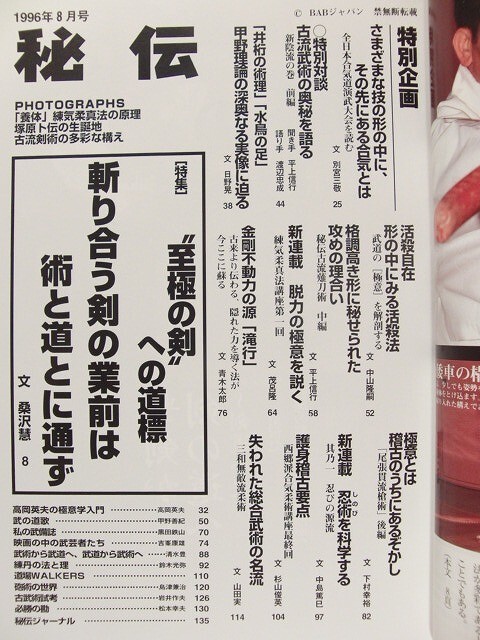 1996年8月号
© BABジャパン 禁無断転載
秘伝
PHOTOGRAPHS
「養体」練気柔真法の原理
塚原卜伝の生誕地
古流剣術の多彩な構え
【特集】
“至極の剣”への道標
斬り合う剣の業前は
術と道とに通ず
文 桑沢慧 8
特別企画
さまざまな技の形の中に、
その先にある合気とは
全日本合気道演武大会を読む
文 別宮三敬 25
○特別対談
古流武術の奥秘を語る
新陰流の巻 前編
聞き手 平上信行
語り手 渡辺忠成 44
「井桁の術理」「水鳥の足」
甲野理論の深奥なる実像に迫る
文 日野晃 38
活殺自在
形の中にみる活殺法
武道の「極意」を解剖する
文 中山隆嗣 52
格調高き形に秘せられた
攻めの理合い
秘伝古流薙刀術 中編
文 平上信行 58
新連載 脱力の極意を説く
練気柔真法講座第一回
文 茂呂隆 64
金剛不動力の源「滝行」
古来より伝わる、隠れた力を導く法が
今ここに蘇る
文 青木太郎 76
極意とは
稽古のうちにあるぞかし
「尾張貫流槍術」後編
文 下村幸裕 82
新連載 忍術を科学する
しのび
其乃一 忍びの源流
文 中島篤巳 97
護身稽古要点
西郷派合気柔術講座最終回
文 杉山俊英 104
失われた総合武術の名流
三和無敵流柔術
文 山田実 114
高岡英夫の極意学入門 高岡英夫 32
武の道歌 甲野善紀 50
私の武備誌 黒田鉄山 70
映画の中の武芸者たち 吉峯康雄 74
武術から武道へ、武道から武術へ 清水豊 88
練丹の法と理 鈴木光弥 92
道場WALKERS 110
砲術の世界 島津兼治 120
古武術試考 岩井作夫 126
必勝の勘 松本幸夫 130
秘伝ジャーナル 135